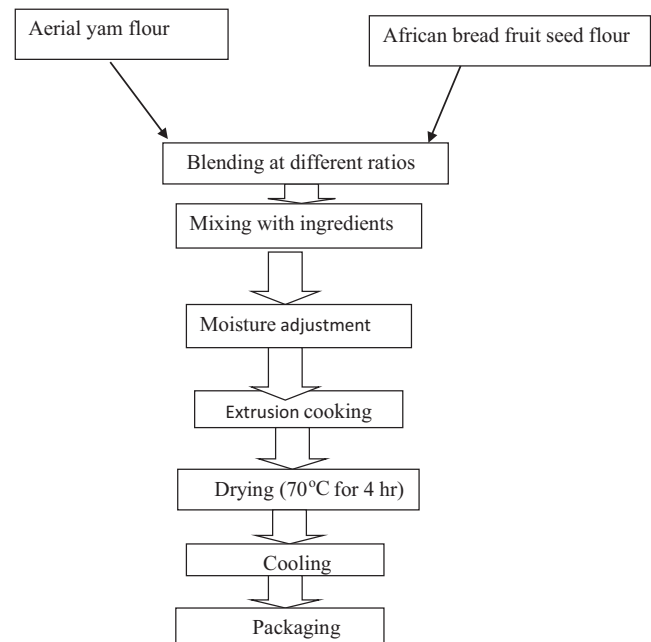 Aerial yam flour
African bread fruit seed flour
Blending at different ratios
Mixing with ingredients
Moisture adjustment
Extrusion cooking
Drying (70°C for 4 hr)
Cooling
Packaging